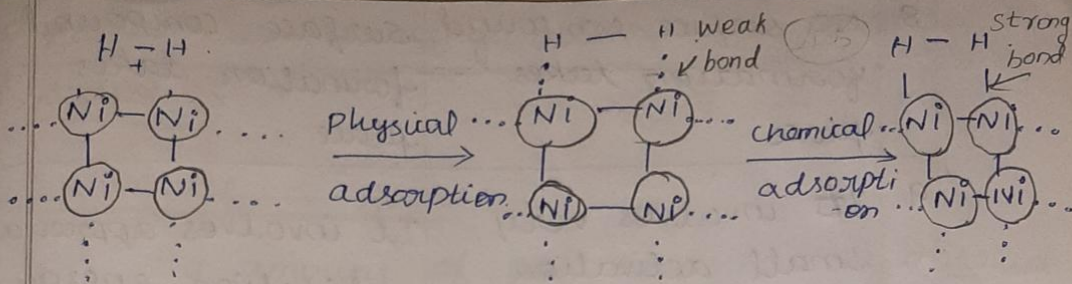 H - H
+
Ni - Ni
Ni - Ni
Physical
adsorption
H — H weak
bond
Ni - Ni
Ni - Ni
chemical
adsorpti
-on
H - H strong
bond
Ni - Ni
Ni - Ni